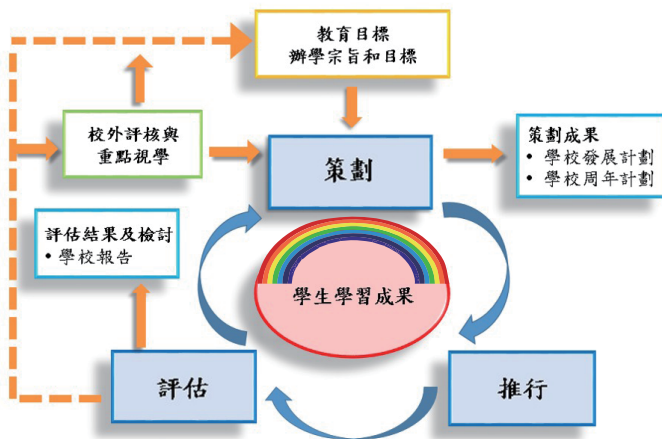 教育目標
辦學宗旨和目標
校外評核與
重點視學
策劃
策劃成果
• 學校發展計劃
• 學校周年計劃
評估結果及檢討
• 學校報告
學生學習成果
評估
推行